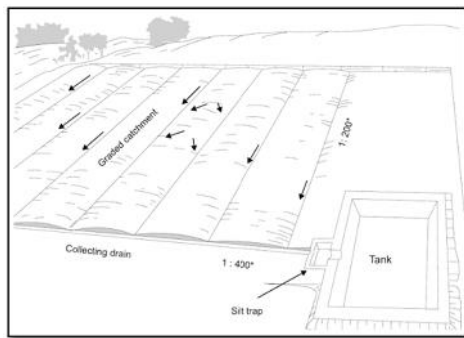 Graded catchment
1: 200*
Collecting drain
1 : 400*
Tank
Silt trap